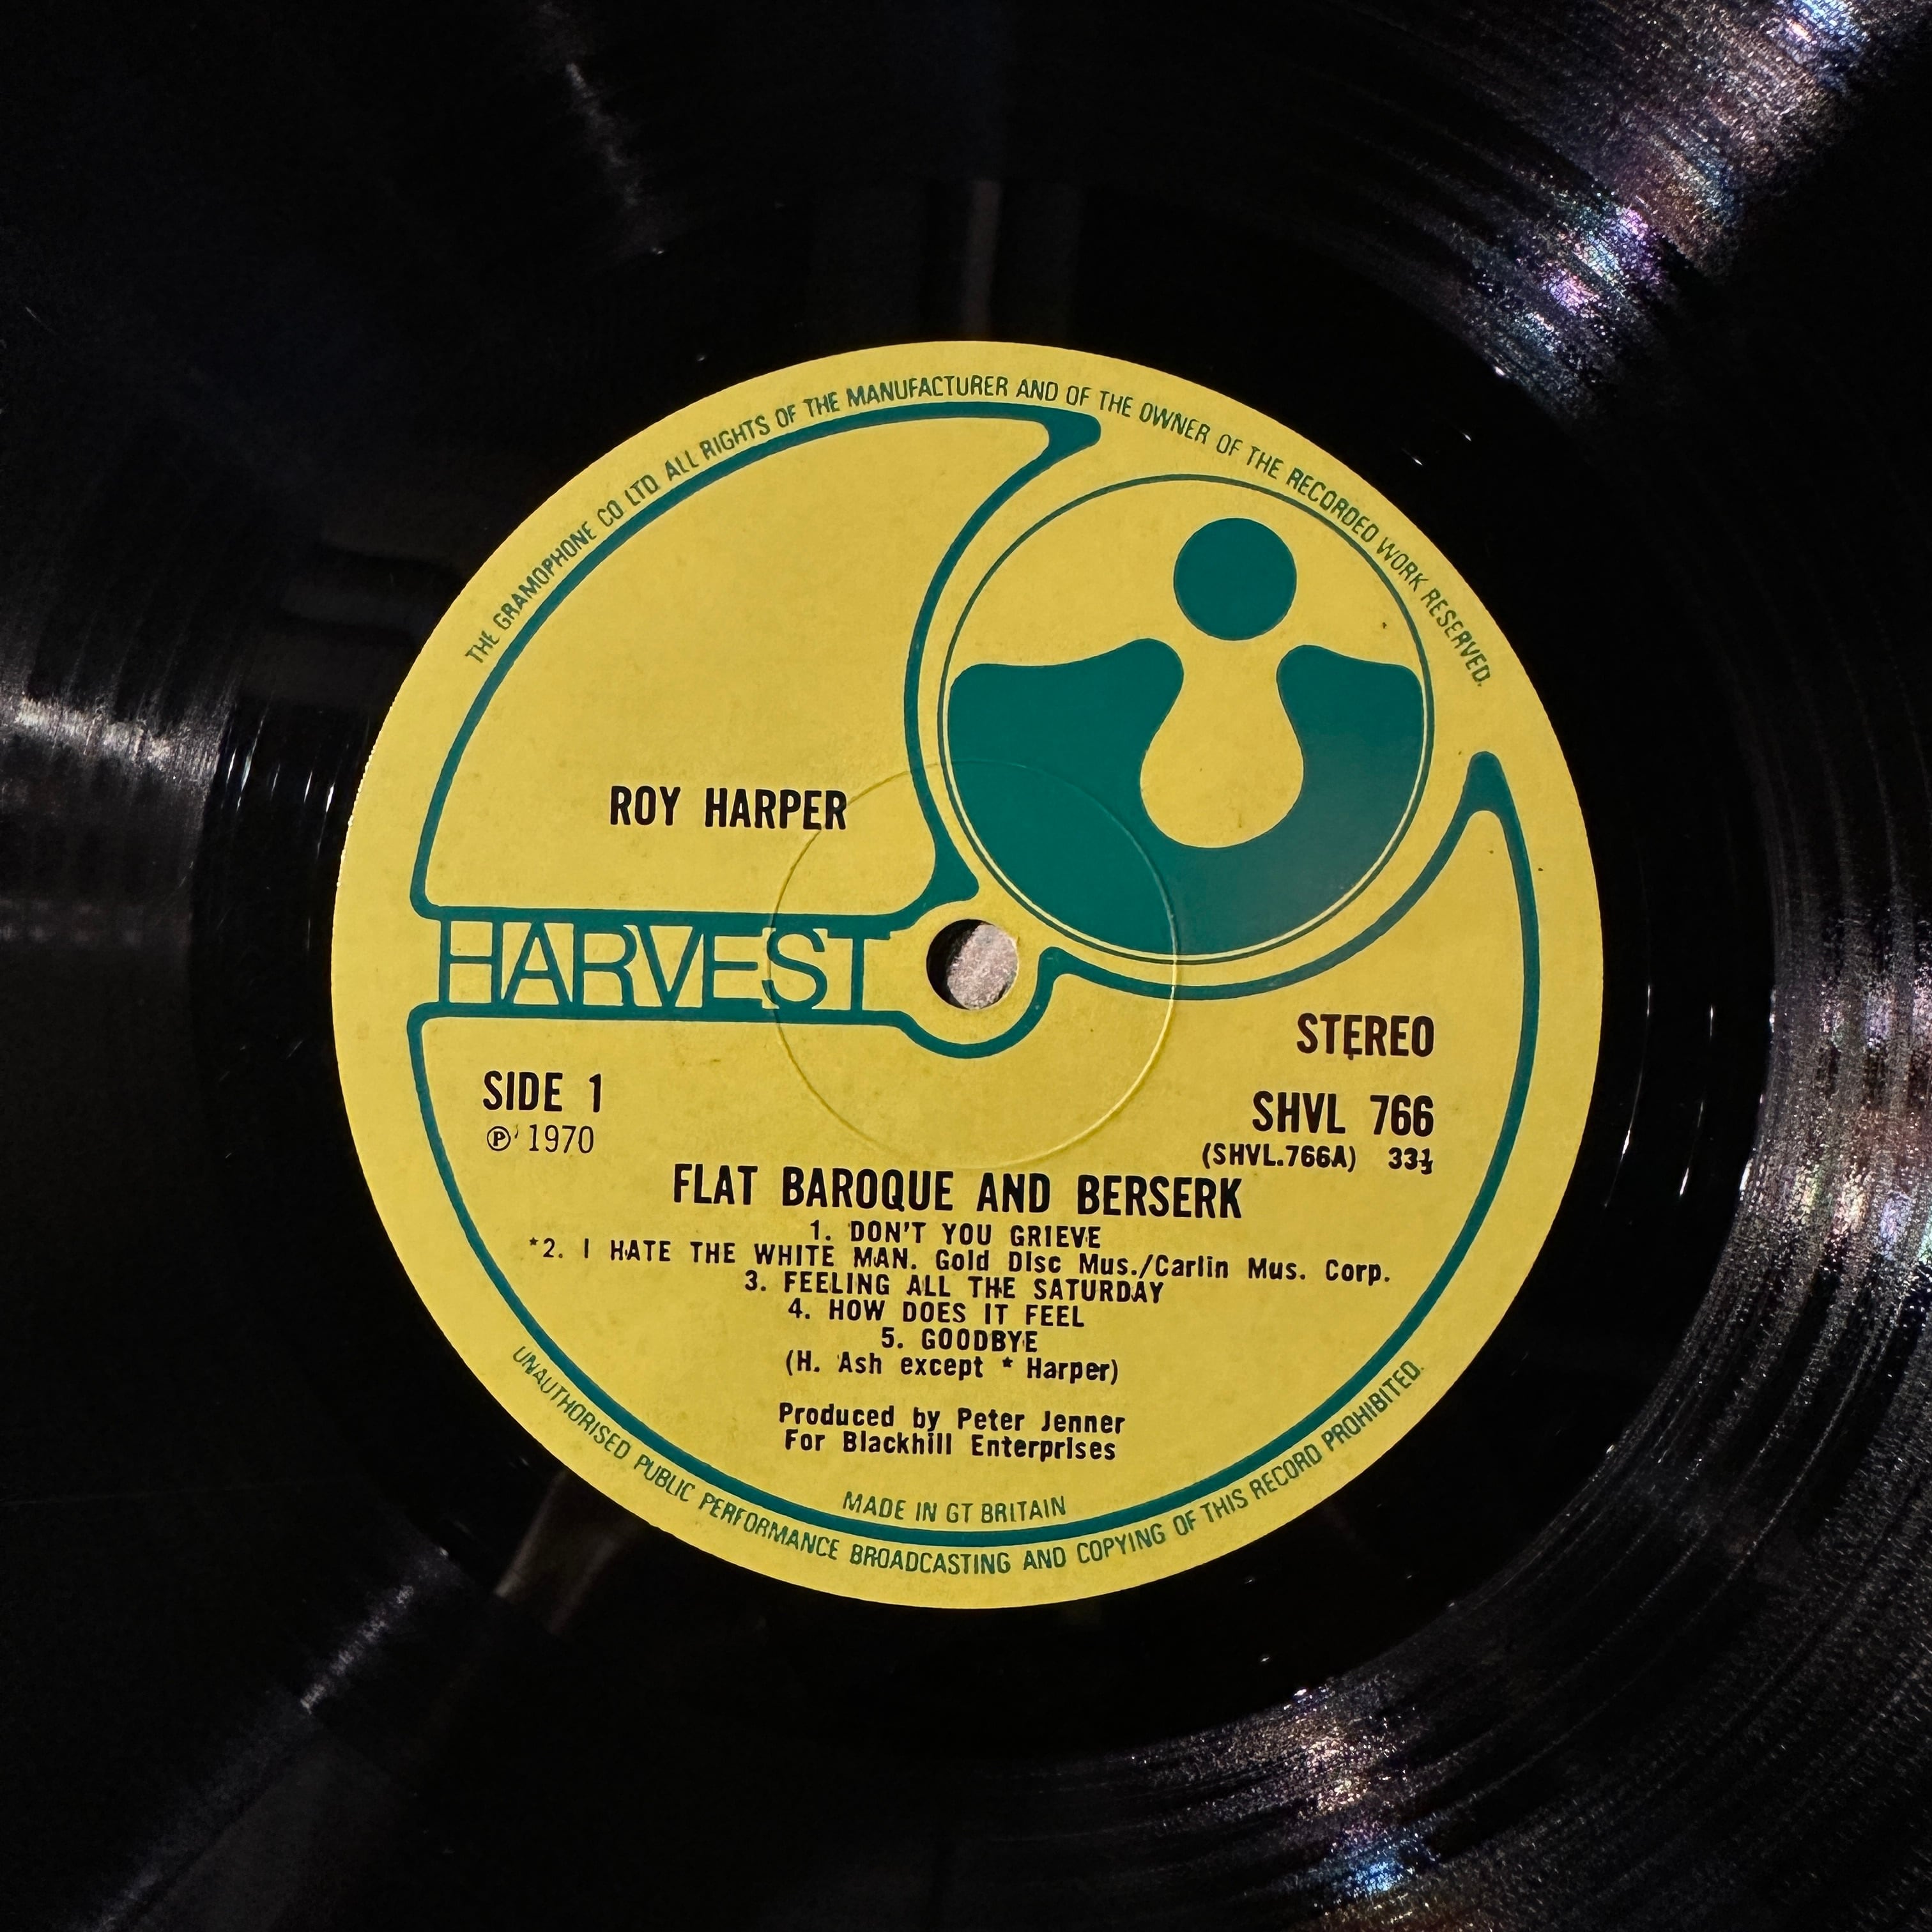 THE GRAMOPHONE CO LTD. ALL RIGHTS OF THE MANUFACTURER AND OF THE OWNER OF THE RECORDED WORK RESERVED.
ROY HARPER
HARVEST
STEREO
SIDE 1
SHVL 766
℗ 1970
(SHVL.766A) 33⅓
FLAT BAROQUE AND BERSERK
1. DON'T YOU GRIEVE
*2. I HATE THE WHITE MAN. Gold Disc Mus./Carlin Mus. Corp.
3. FEELING ALL THE SATURDAY
4. HOW DOES IT FEEL
5. GOODBYE
(H. Ash except * Harper)
Produced by Peter Jenner
For Blackhill Enterprises
MADE IN GT BRITAIN
UNAUTHORISED PUBLIC PERFORMANCE BROADCASTING AND COPYING OF THIS RECORD PROHIBITED.